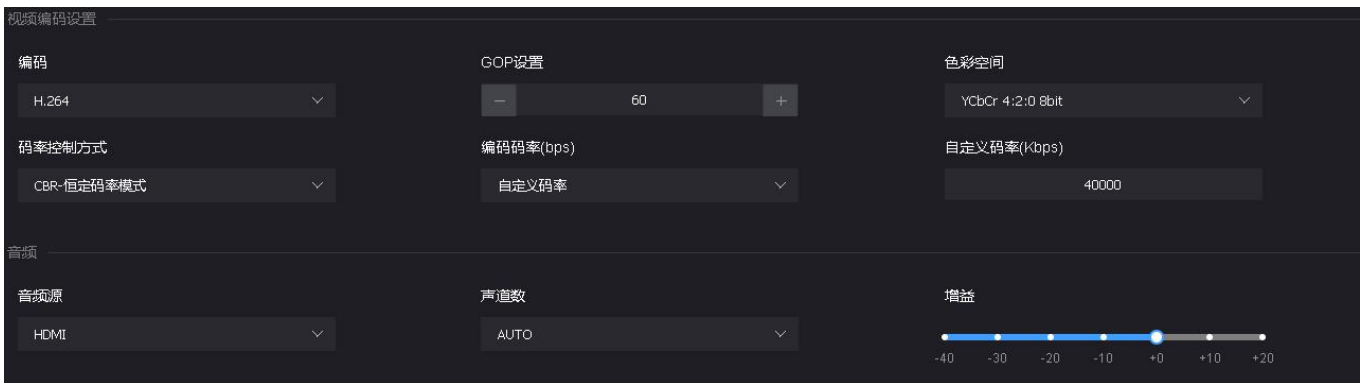 视频编码设置
编码
GOP设置
色彩空间
H.264
60
YCbCr 4:2:0 8bit
码率控制方式
编码码率(bps)
自定义码率(Kbps)
CBR-恒定码率模式
自定义码率
40000
音频
音频源
声道数
增益
HDMI
AUTO
-40 -30 -20 -10 +0 +10 +20